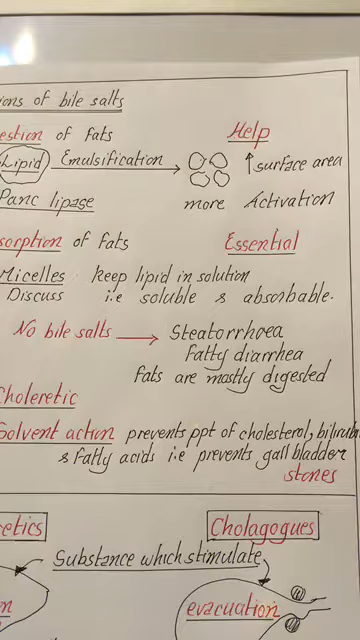 ions of bile salts
estion of fats Help
Lipid Emulsification → ↑ surface area
Panc lipase more Activation
sorption of fats Essential
Micelles keep lipid in solution
Discuss i.e soluble & absorbable.
No bile salts → Steatorrhoea
Fatty diarrhea
fats are mostly digested
Choleretic
Solvent action prevents ppt of cholesterol, bilirub
& fatty acids i.e prevents gall bladder
stones
etics Cholagogues
Substance which stimulate
n evacuation